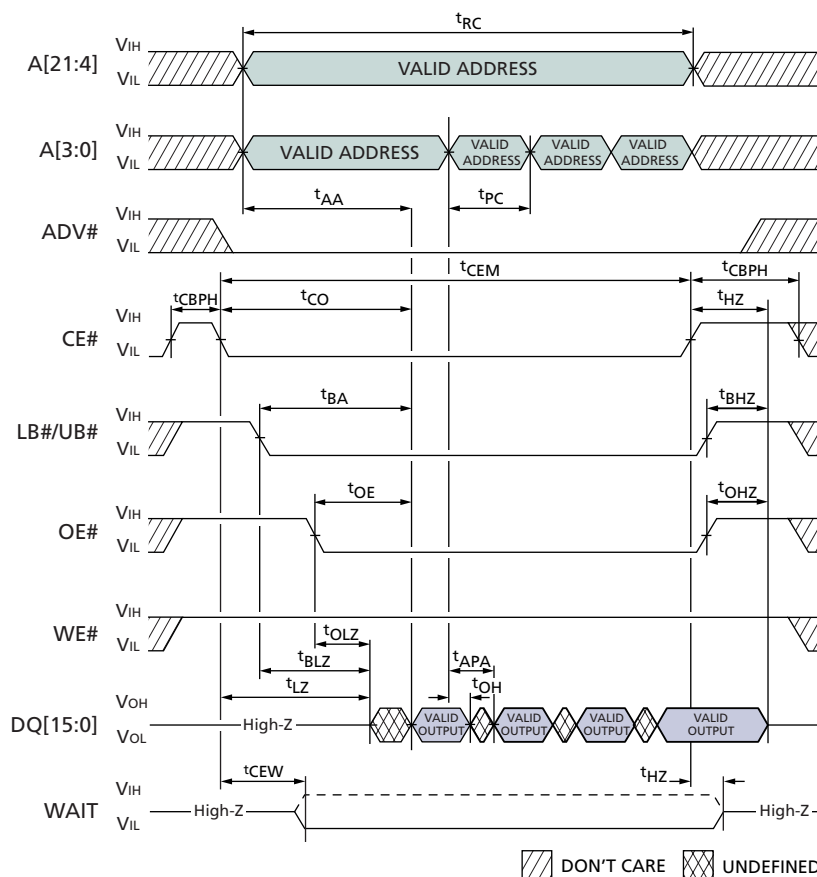 tRC
A[21:4] VIH VIL VALID ADDRESS
A[3:0] VIH VIL VALID ADDRESS VALID ADDRESS VALID ADDRESS VALID ADDRESS
tAA tPC
ADV# VIH VIL
tCEM tCBPH
tCBPH tCO tHZ
CE# VIH VIL
tBA tBHZ
LB#/UB# VIH VIL
tOE tOHZ
OE# VIH VIL
WE# VIH VIL
tOLZ
tBLZ tAPA
tLZ tOH
DQ[15:0] VOH VOL High-Z VALID OUTPUT VALID OUTPUT VALID OUTPUT VALID OUTPUT
tCEW tHZ
WAIT VIH VIL High-Z High-Z
DON'T CARE UNDEFINED